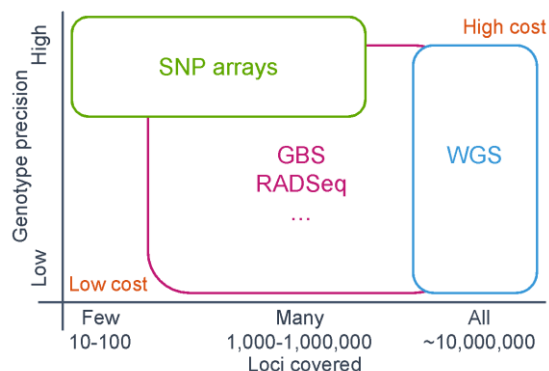 High cost
SNP arrays
GBS
RADSeq
...
WGS
Low cost
High
Genotype precision
Low
Few
10-100
Many
1,000-1,000,000
All
~10,000,000
Loci covered